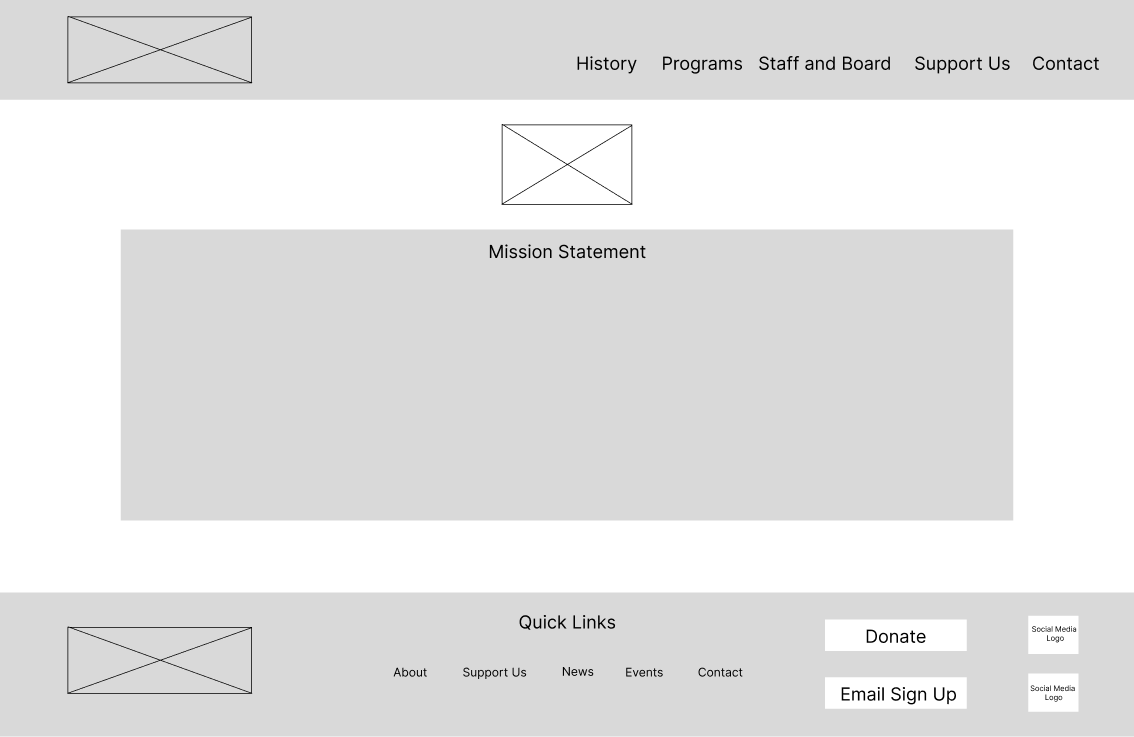 History Programs Staff and Board Support Us Contact
Mission Statement
Quick Links
About Support Us News Events Contact
Donate
Email Sign Up
Social Media
Logo
Social Media
Logo